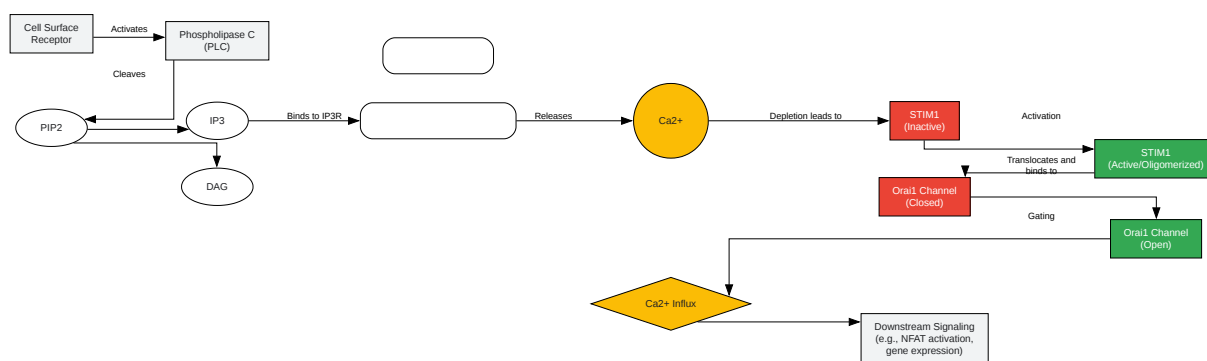 Cell Surface
Receptor
Activates
Phospholipase C
(PLC)
Cleaves
PIP2
IP3
DAG
Binds to IP3R
Releases
Ca2+
Depletion leads to
STIM1
(Inactive)
Activation
STIM1
(Active/Oligomerized)
Translocates and
binds to
Orai1 Channel
(Closed)
Gating
Orai1 Channel
(Open)
Ca2+ Influx
Downstream Signaling
(e.g., NFAT activation,
gene expression)